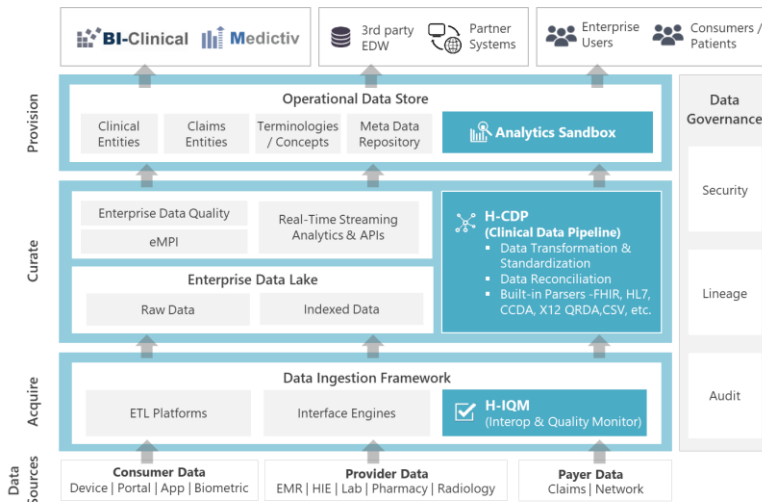 BI-Clinical
Medictiv
3rd party
EDW
Partner
Systems
Enterprise
Users
Consumers /
Patients
Provision
Operational Data Store
Clinical
Entities
Claims
Entities
Terminologies
/ Concepts
Meta Data
Repository
Analytics Sandbox
Data
Governance
Security
Lineage
Audit
Curate
Enterprise Data Quality
eMPI
Real-Time Streaming
Analytics & APIs
Enterprise Data Lake
Raw Data
Indexed Data
H-CDP
(Clinical Data Pipeline)
▪ Data Transformation &
Standardization
▪ Data Reconciliation
▪ Built-in Parsers -FHIR, HL7,
CCDA, X12 QRDA,CSV, etc.
Acquire
Data Ingestion Framework
ETL Platforms
Interface Engines
H-IQM
(Interop & Quality Monitor)
Data
Sources
Consumer Data
Device | Portal | App | Biometric
Provider Data
EMR | HIE | Lab | Pharmacy | Radiology
Payer Data
Claims | Network